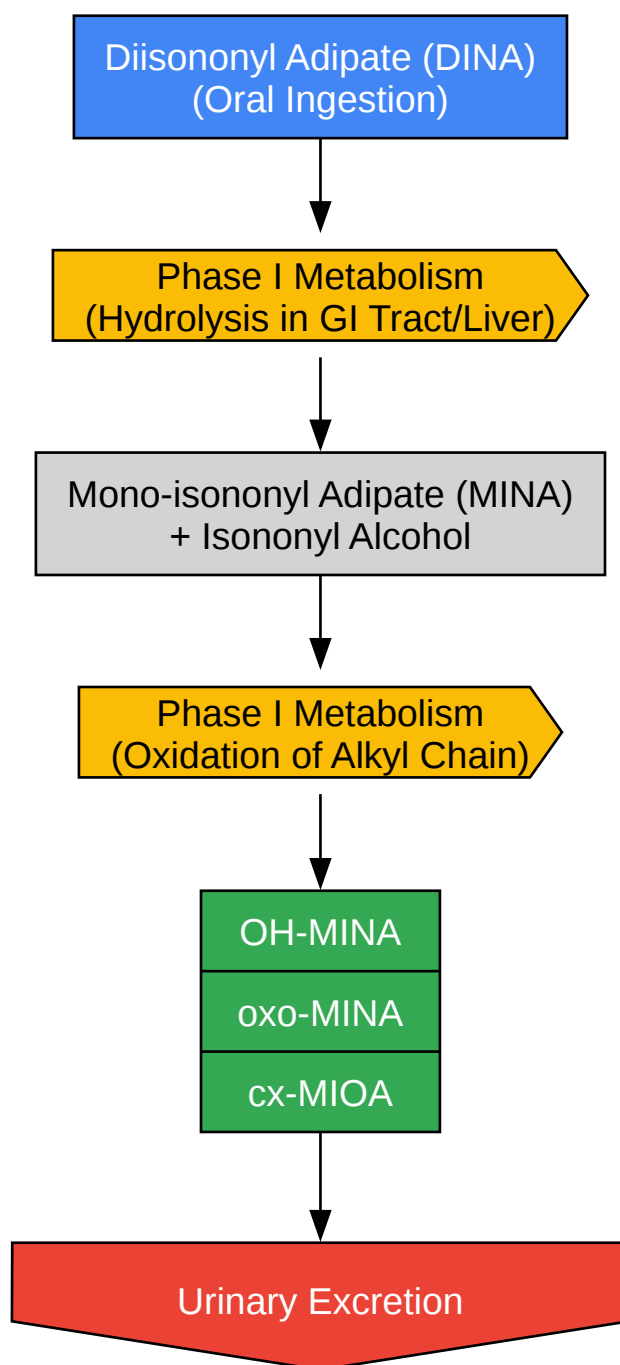 Diisononyl Adipate (DINA)
(Oral Ingestion)
Phase I Metabolism
(Hydrolysis in GI Tract/Liver)
Mono-isononyl Adipate (MINA)
+ Isononyl Alcohol
Phase I Metabolism
(Oxidation of Alkyl Chain)
OH-MINA
oxo-MINA
cx-MIOA
Urinary Excretion